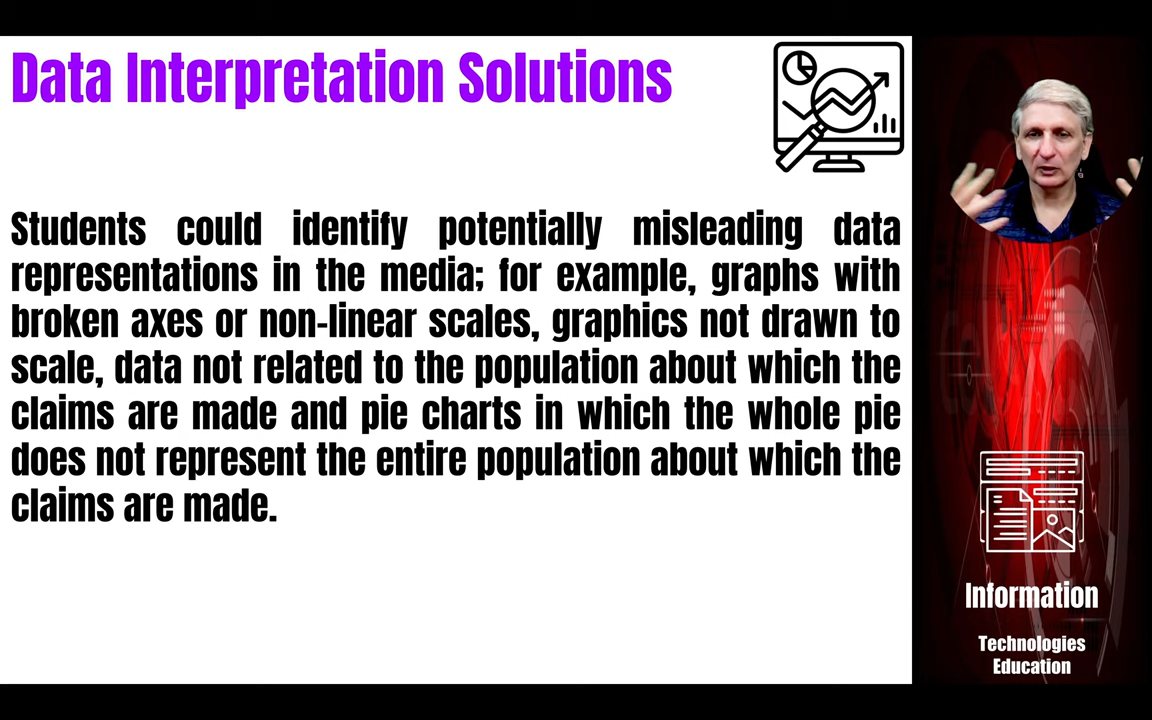 Data Interpretation Solutions
Students could identify potentially misleading data
representations in the media; for example, graphs with
broken axes or non-linear scales, graphics not drawn to
scale, data not related to the population about which the
claims are made and pie charts in which the whole pie
does not represent the entire population about which the
claims are made.
Information
Technologies
Education